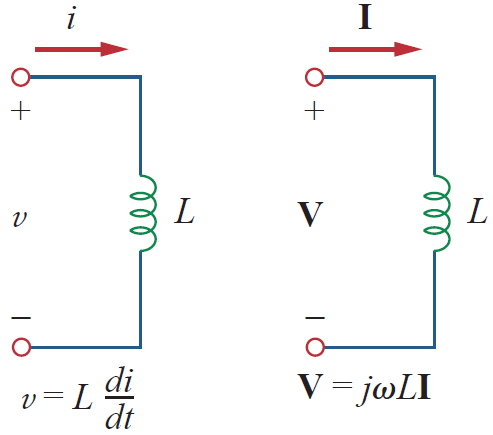 i I
+ +
v L V L
− −
v = L di/dt V = jωLI